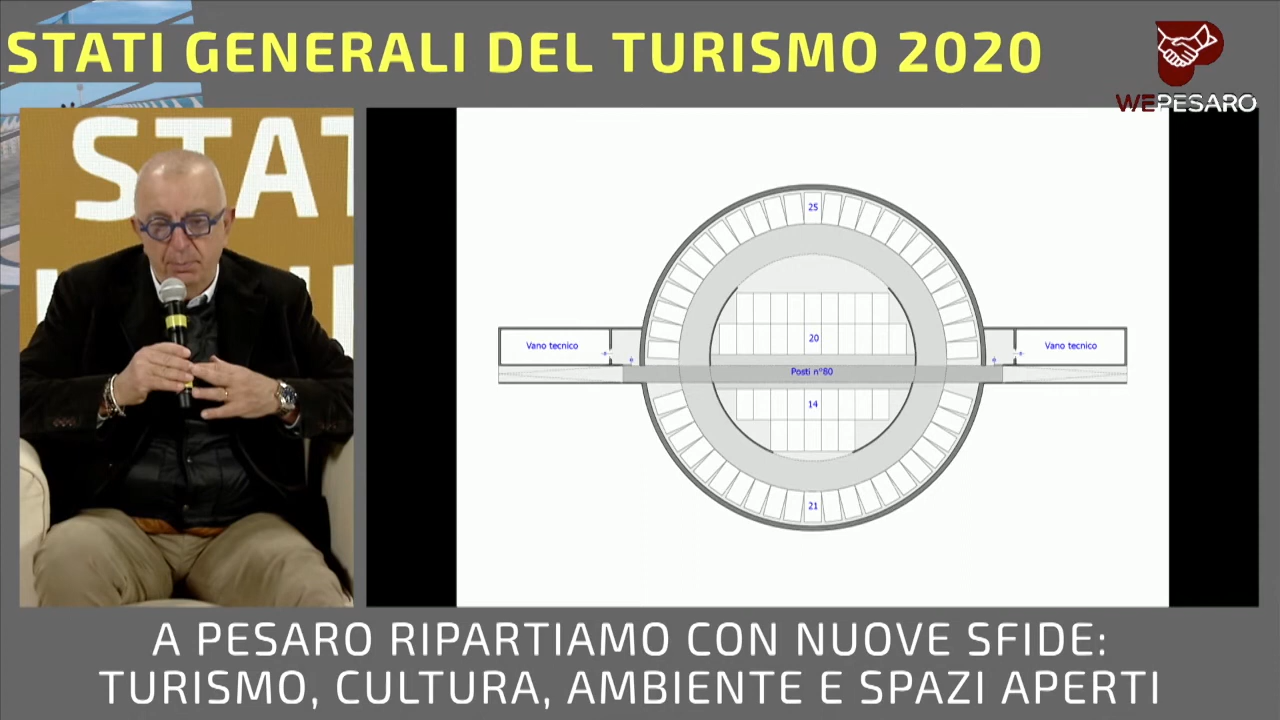 STATI GENERALI DEL TURISMO 2020
WEPESARO
STAT
25
Vano tecnico
20
Vano tecnico
Posti n°80
14
21
A PESARO RIPARTIAMO CON NUOVE SFIDE:
TURISMO, CULTURA, AMBIENTE E SPAZI APERTI